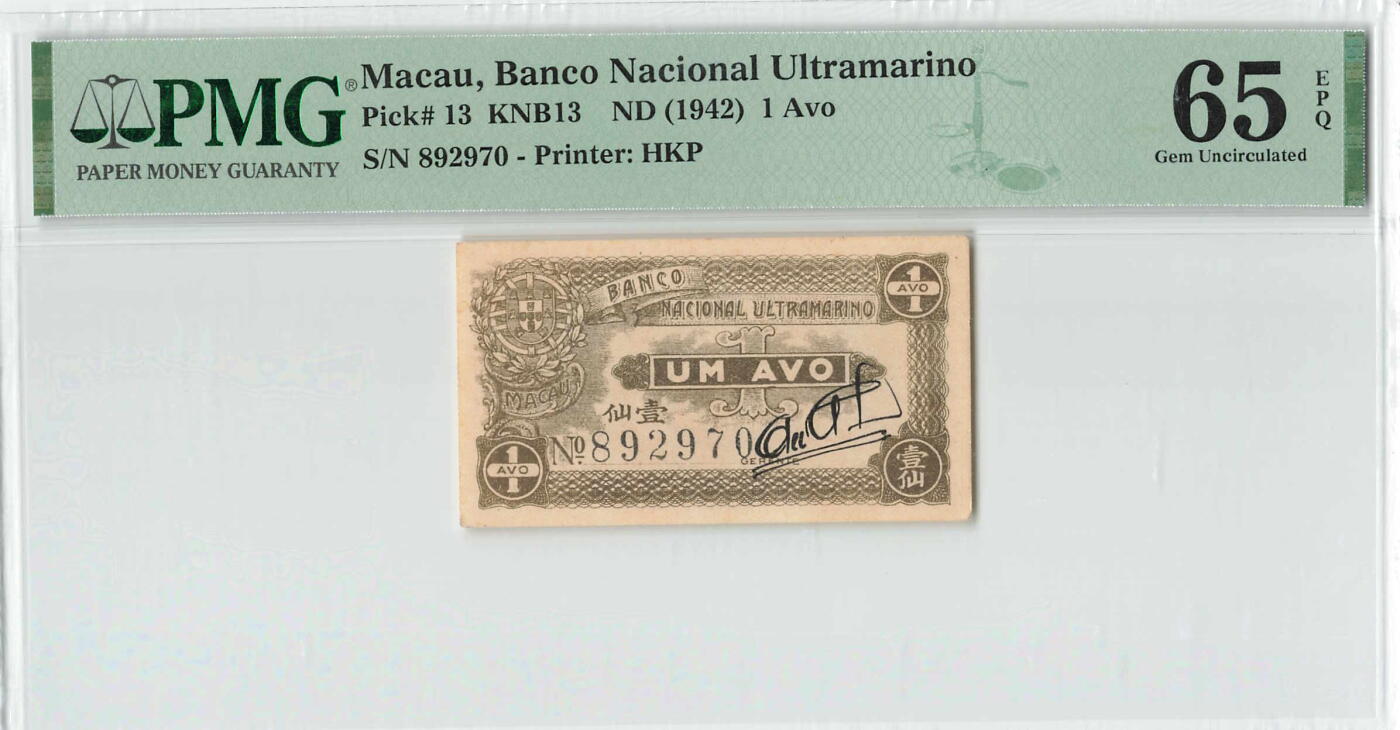 PMG®
PAPER MONEY GUARANTY
Macau, Banco Nacional Ultramarino
Pick# 13 KNB13 ND (1942) 1 Avo
S/N 892970 - Printer: HKP
65 EPQ
Gem Uncirculated
BANCO
NACIONAL ULTRAMARINO
1 AVO
MACAU
1
UM AVO
仙壹
Nº 892970
GERENTE
1 AVO
壹仙